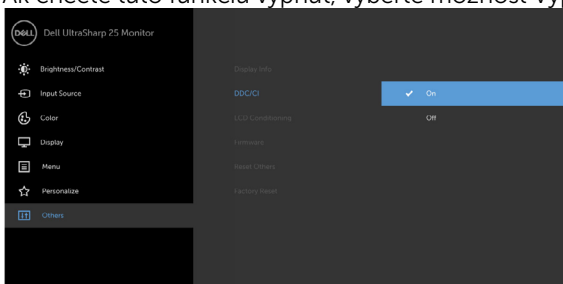 Ak chcete túto funkciu vypnúť, vyberte možnosť Vyp
DELL Dell UltraSharp 25 Monitor
Brightness/Contrast
Display Info
Input Source
DDC/CI
On
Color
LCD Conditioning
Off
Display
Firmware
Menu
Reset Others
Personalize
Factory Reset
Others